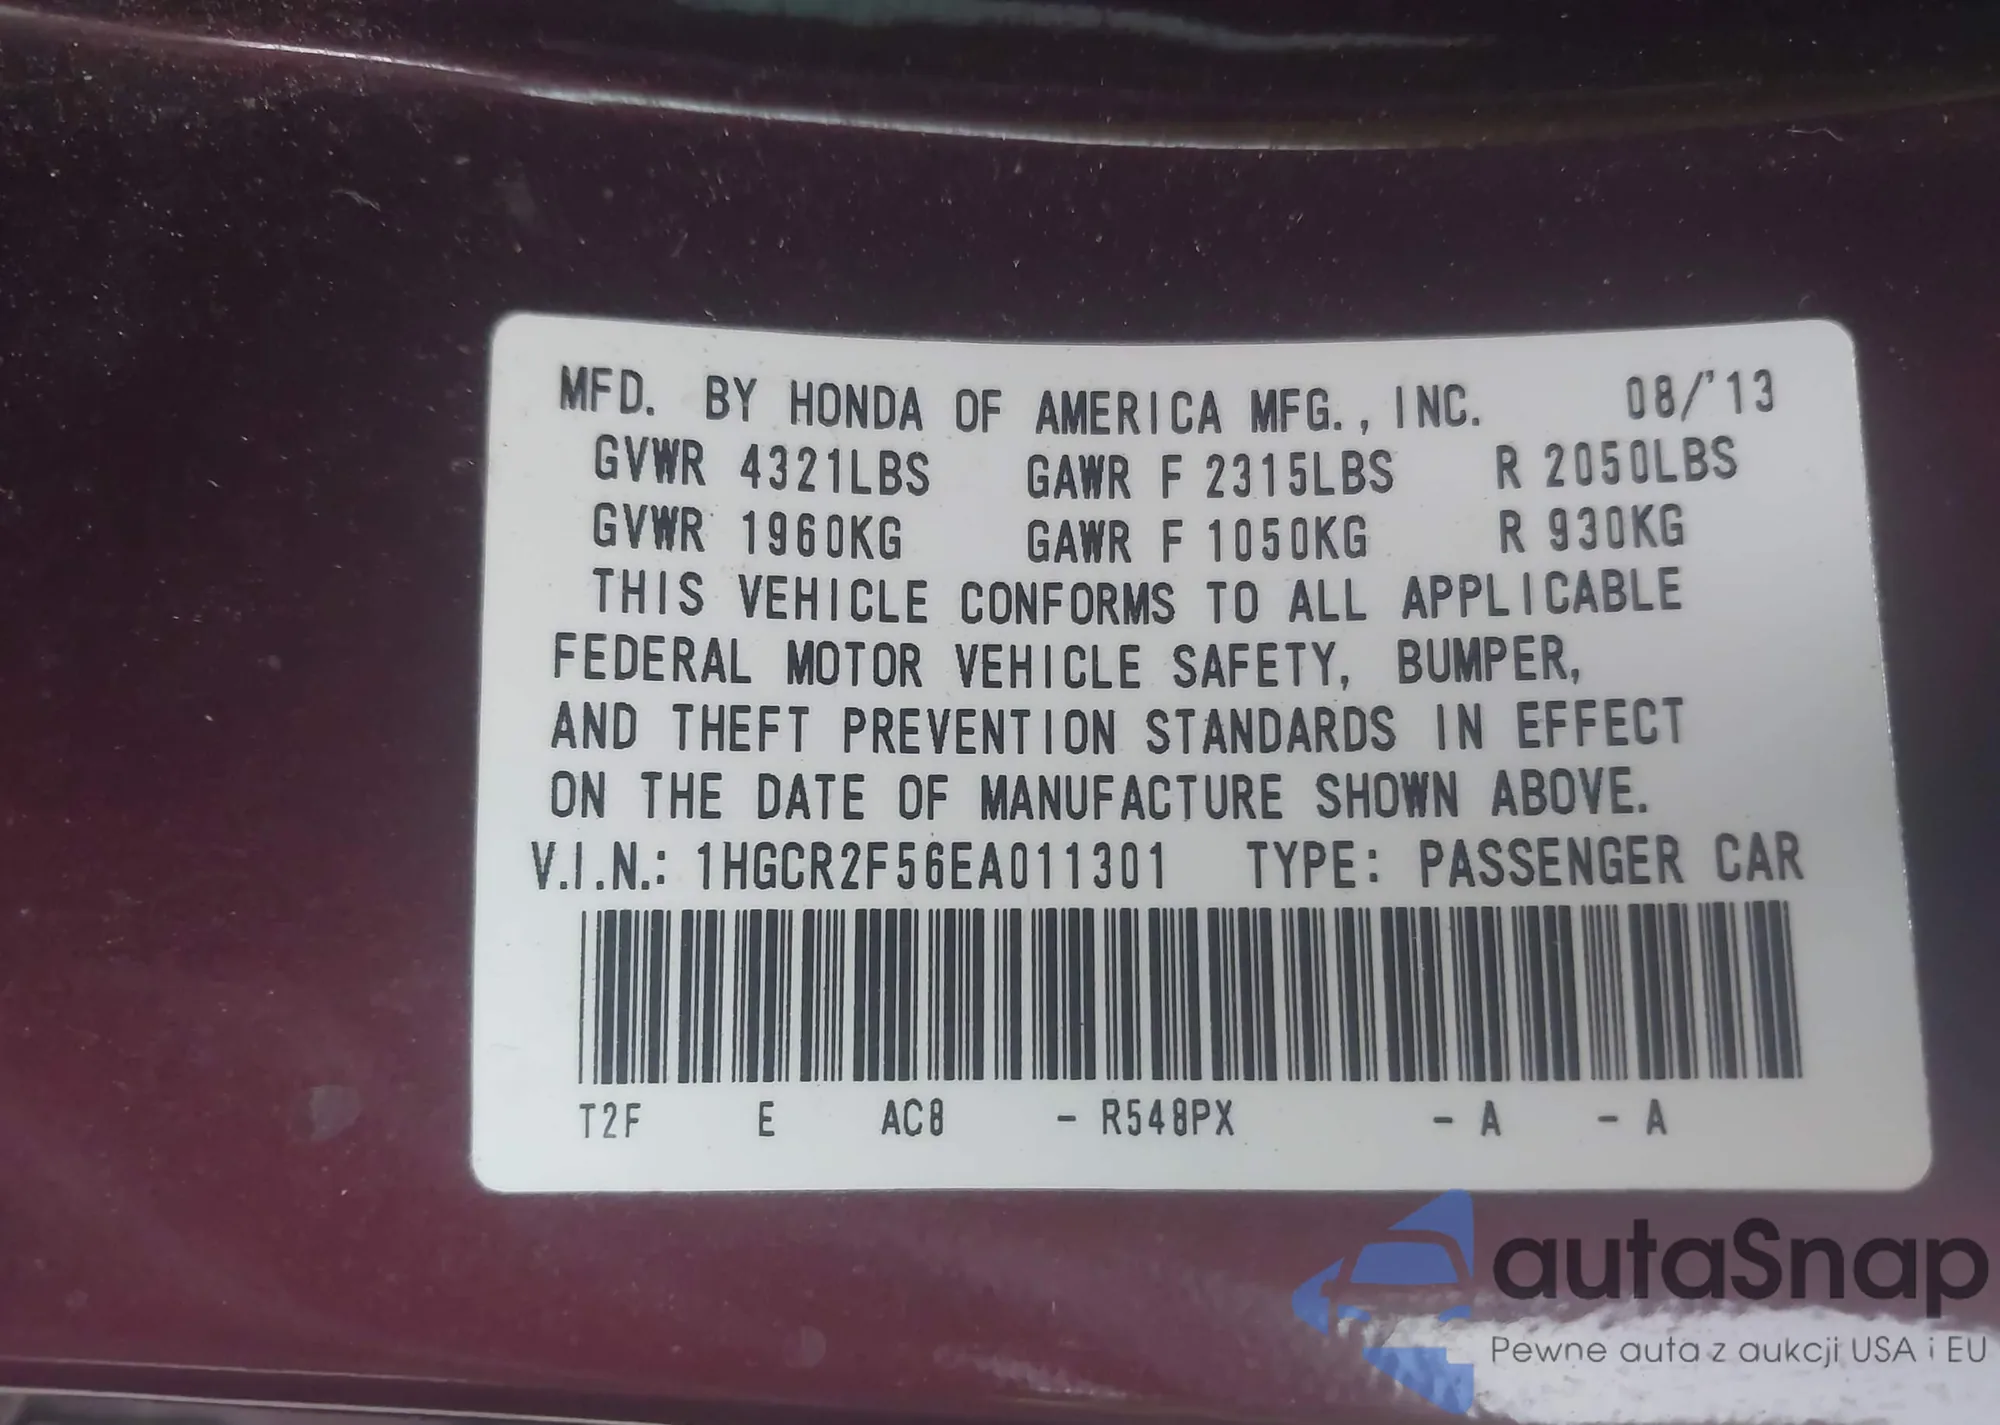 MFD. BY HONDA OF AMERICA MFG., INC. 08/'13
GVWR 4321LBS GAWR F 2315LBS R 2050LBS
GVWR 1960KG GAWR F 1050KG R 930KG
THIS VEHICLE CONFORMS TO ALL APPLICABLE
FEDERAL MOTOR VEHICLE SAFETY, BUMPER,
AND THEFT PREVENTION STANDARDS IN EFFECT
ON THE DATE OF MANUFACTURE SHOWN ABOVE.
V.I.N.: 1HGCR2F56EA011301 TYPE: PASSENGER CAR
T2F E AC8 - R548PX - A - A
autaSnap
Pewne auta z aukcji USA i EU